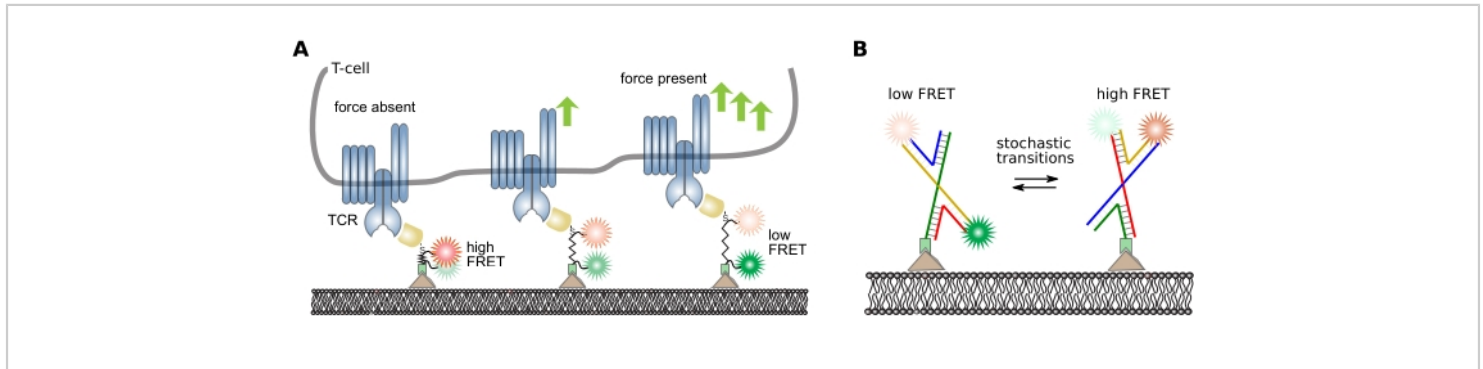 A
T-cell
force absent
force present
TCR
high
FRET
low
FRET
B
low FRET
high FRET
stochastic
transitions